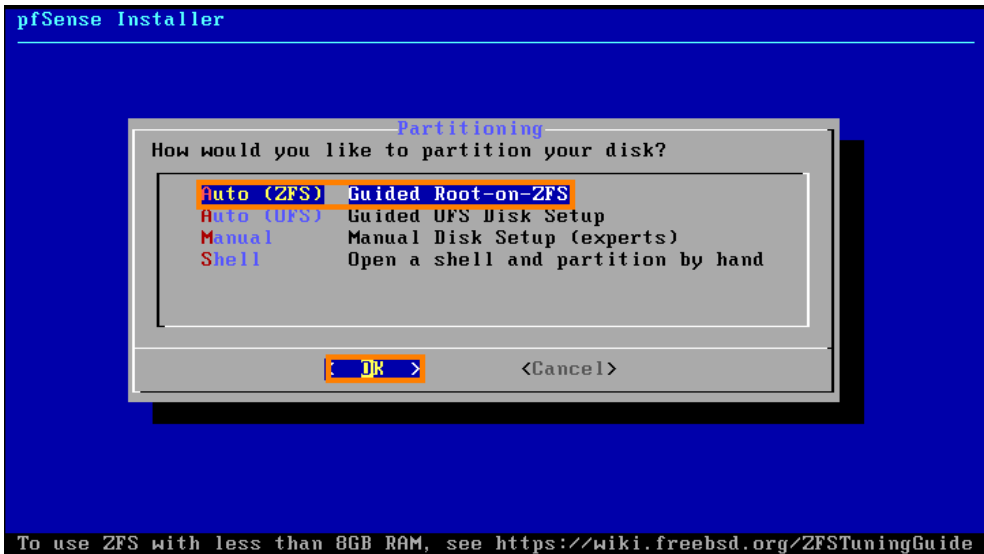 pfSense Installer
Partitioning
How would you like to partition your disk?
Auto (ZFS) Guided Root-on-ZFS
Auto (UFS) Guided UFS Disk Setup
Manual Manual Disk Setup (experts)
Shell Open a shell and partition by hand
< OK > <Cancel>
To use ZFS with less than 8GB RAM, see https://wiki.freebsd.org/ZFSTuningGuide